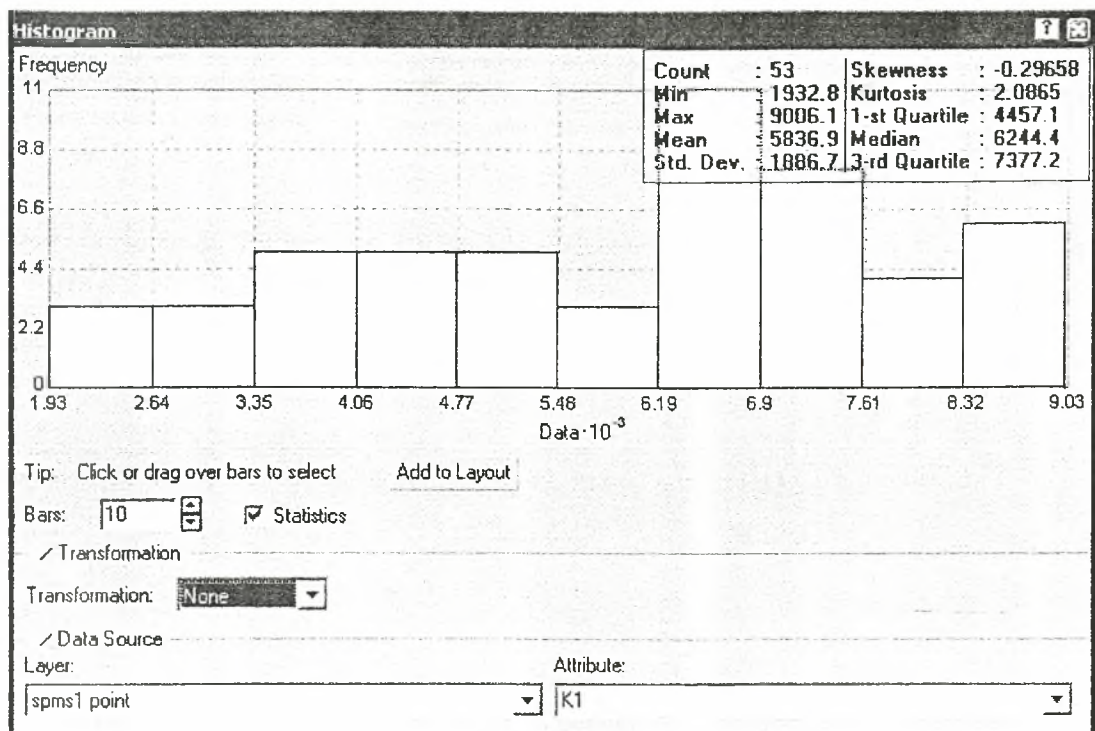 Histogram
Frequency
Count : 53 Skewness : -0.29658
Min : 1932.8 Kurtosis : 2.0865
Max : 9006.1 1-st Quartile : 4457.1
Mean : 5836.9 Median : 6244.4
Std. Dev. : 1886.7 3-rd Quartile : 7377.2
11
8.8
6.6
4.4
2.2
0
1.93 2.64 3.35 4.06 4.77 5.48 6.19 6.9 7.61 8.32 9.03
Data·10⁻³
Tip: Click or drag over bars to select Add to Layout
Bars: 10 Statistics
Transformation
Transformation: None
Data Source
Layer: Attribute:
spms1 point K1